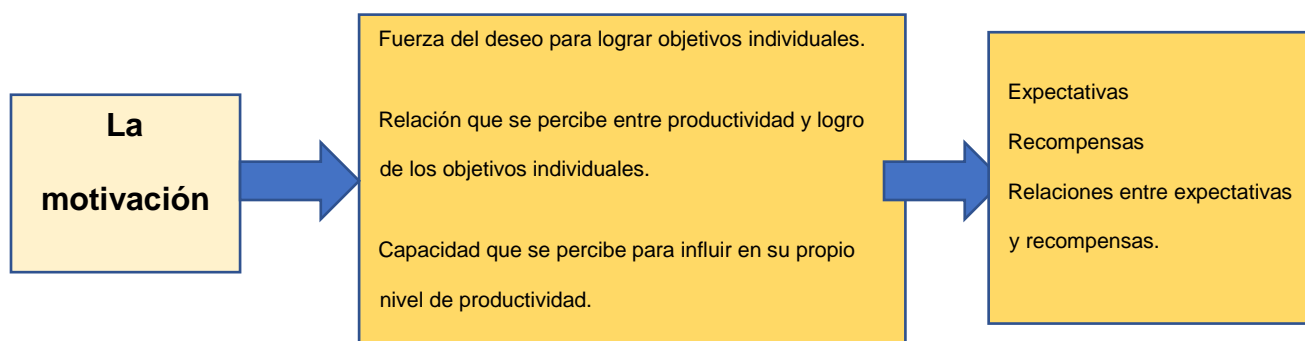 La
motivación
Fuerza del deseo para lograr objetivos individuales.
Relación que se percibe entre productividad y logro
de los objetivos individuales.
Capacidad que se percibe para influir en su propio
nivel de productividad.
Expectativas
Recompensas
Relaciones entre expectativas
y recompensas.